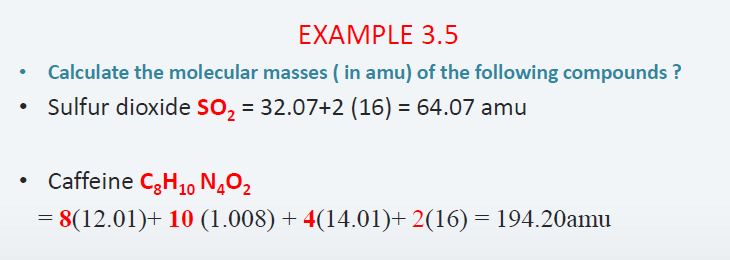 EXAMPLE 3.5
• Calculate the molecular masses ( in amu) of the following compounds ?
• Sulfur dioxide SO₂ = 32.07+2 (16) = 64.07 amu
• Caffeine C₈H₁₀ N₄O₂
= 8(12.01)+ 10 (1.008) + 4(14.01)+ 2(16) = 194.20amu